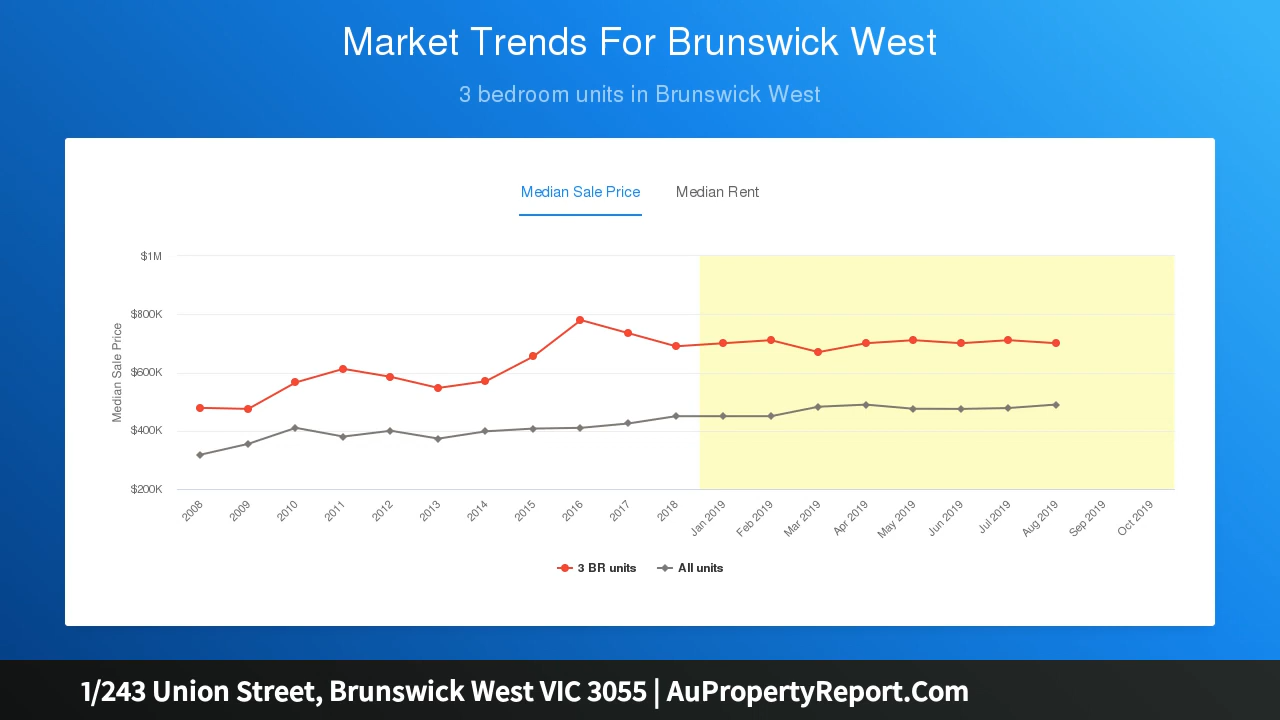 Market Trends For Brunswick West
3 bedroom units in Brunswick West
Median Sale Price Median Rent
$1M
$800K
$600K
$400K
$200K
Median Sale Price
2008 2009 2010 2011 2012 2013 2014 2015 2016 2017 2018 Jan 2019 Feb 2019 Mar 2019 Apr 2019 May 2019 Jun 2019 Jul 2019 Aug 2019 Sep 2019 Oct 2019
3 BR units All units
1/243 Union Street, Brunswick West VIC 3055 | AuPropertyReport.Com